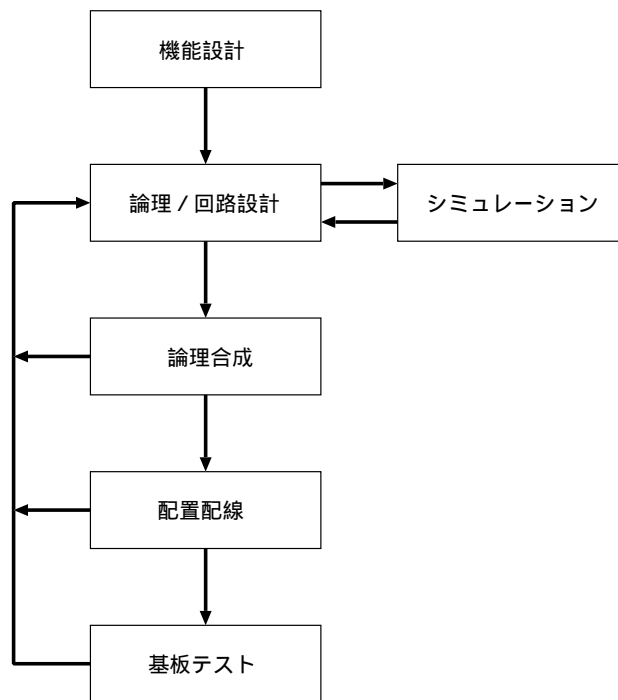 機能設計
論理 / 回路設計
シミュレーション
論理合成
配置配線
基板テスト